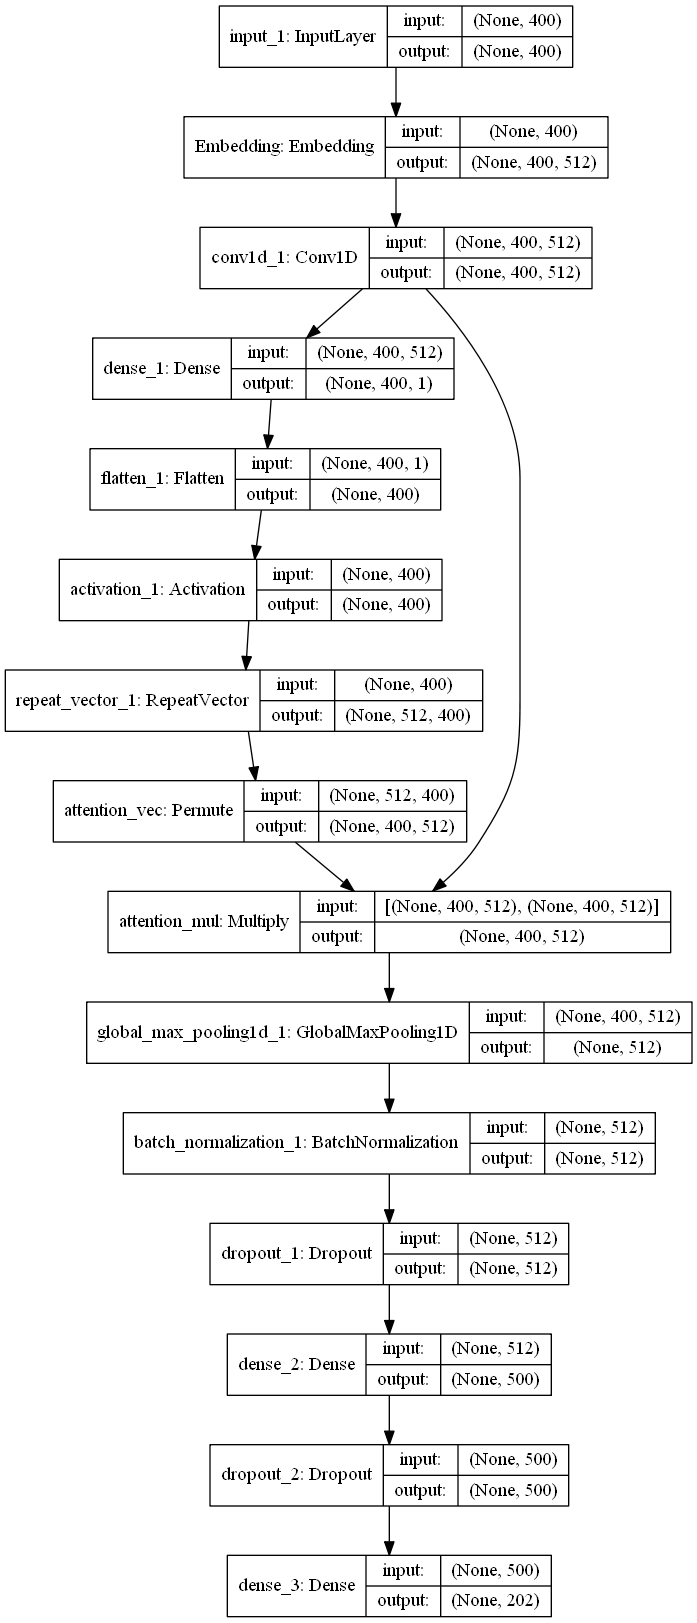 input_1: InputLayer
input: (None, 400)
output: (None, 400)
Embedding: Embedding
input: (None, 400)
output: (None, 400, 512)
conv1d_1: Conv1D
input: (None, 400, 512)
output: (None, 400, 512)
dense_1: Dense
input: (None, 400, 512)
output: (None, 400, 1)
flatten_1: Flatten
input: (None, 400, 1)
output: (None, 400)
activation_1: Activation
input: (None, 400)
output: (None, 400)
repeat_vector_1: RepeatVector
input: (None, 400)
output: (None, 512, 400)
attention_vec: Permute
input: (None, 512, 400)
output: (None, 400, 512)
attention_mul: Multiply
input: [(None, 400, 512), (None, 400, 512)]
output: (None, 400, 512)
global_max_pooling1d_1: GlobalMaxPooling1D
input: (None, 400, 512)
output: (None, 512)
batch_normalization_1: BatchNormalization
input: (None, 512)
output: (None, 512)
dropout_1: Dropout
input: (None, 512)
output: (None, 512)
dense_2: Dense
input: (None, 512)
output: (None, 500)
dropout_2: Dropout
input: (None, 500)
output: (None, 500)
dense_3: Dense
input: (None, 500)
output: (None, 202)